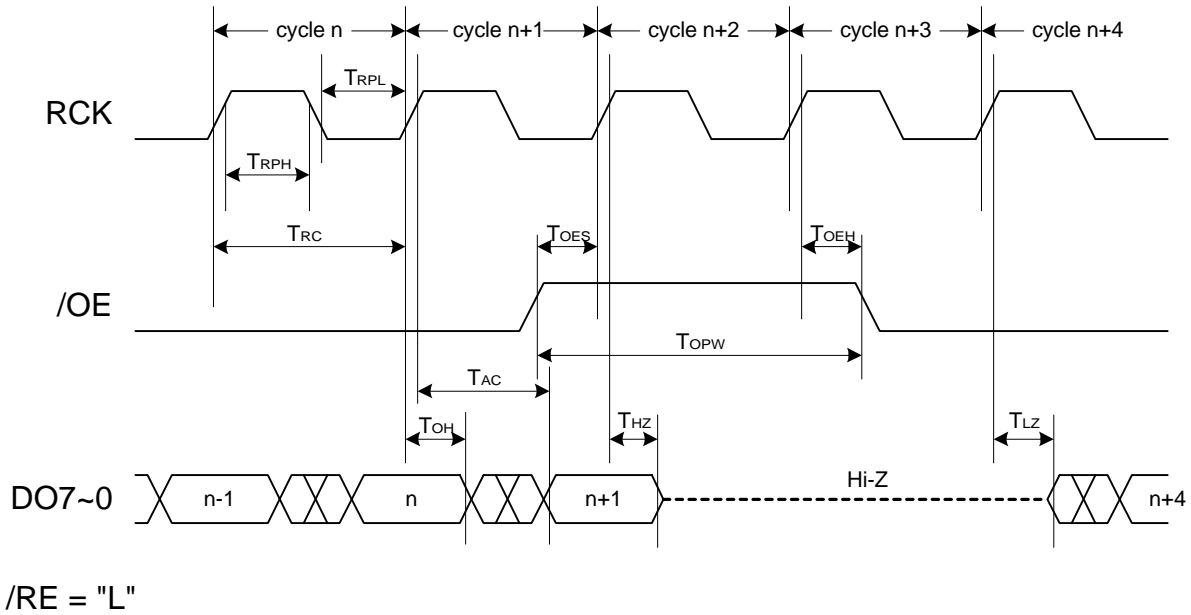 cycle n cycle n+1 cycle n+2 cycle n+3 cycle n+4
TRPL
RCK
TRPH
TRC TOES TOEH
/OE
TOPW
TAC
TOH THZ TLZ
Hi-Z
DO7~0 n-1 n n+1 n+4
/RE = "L"